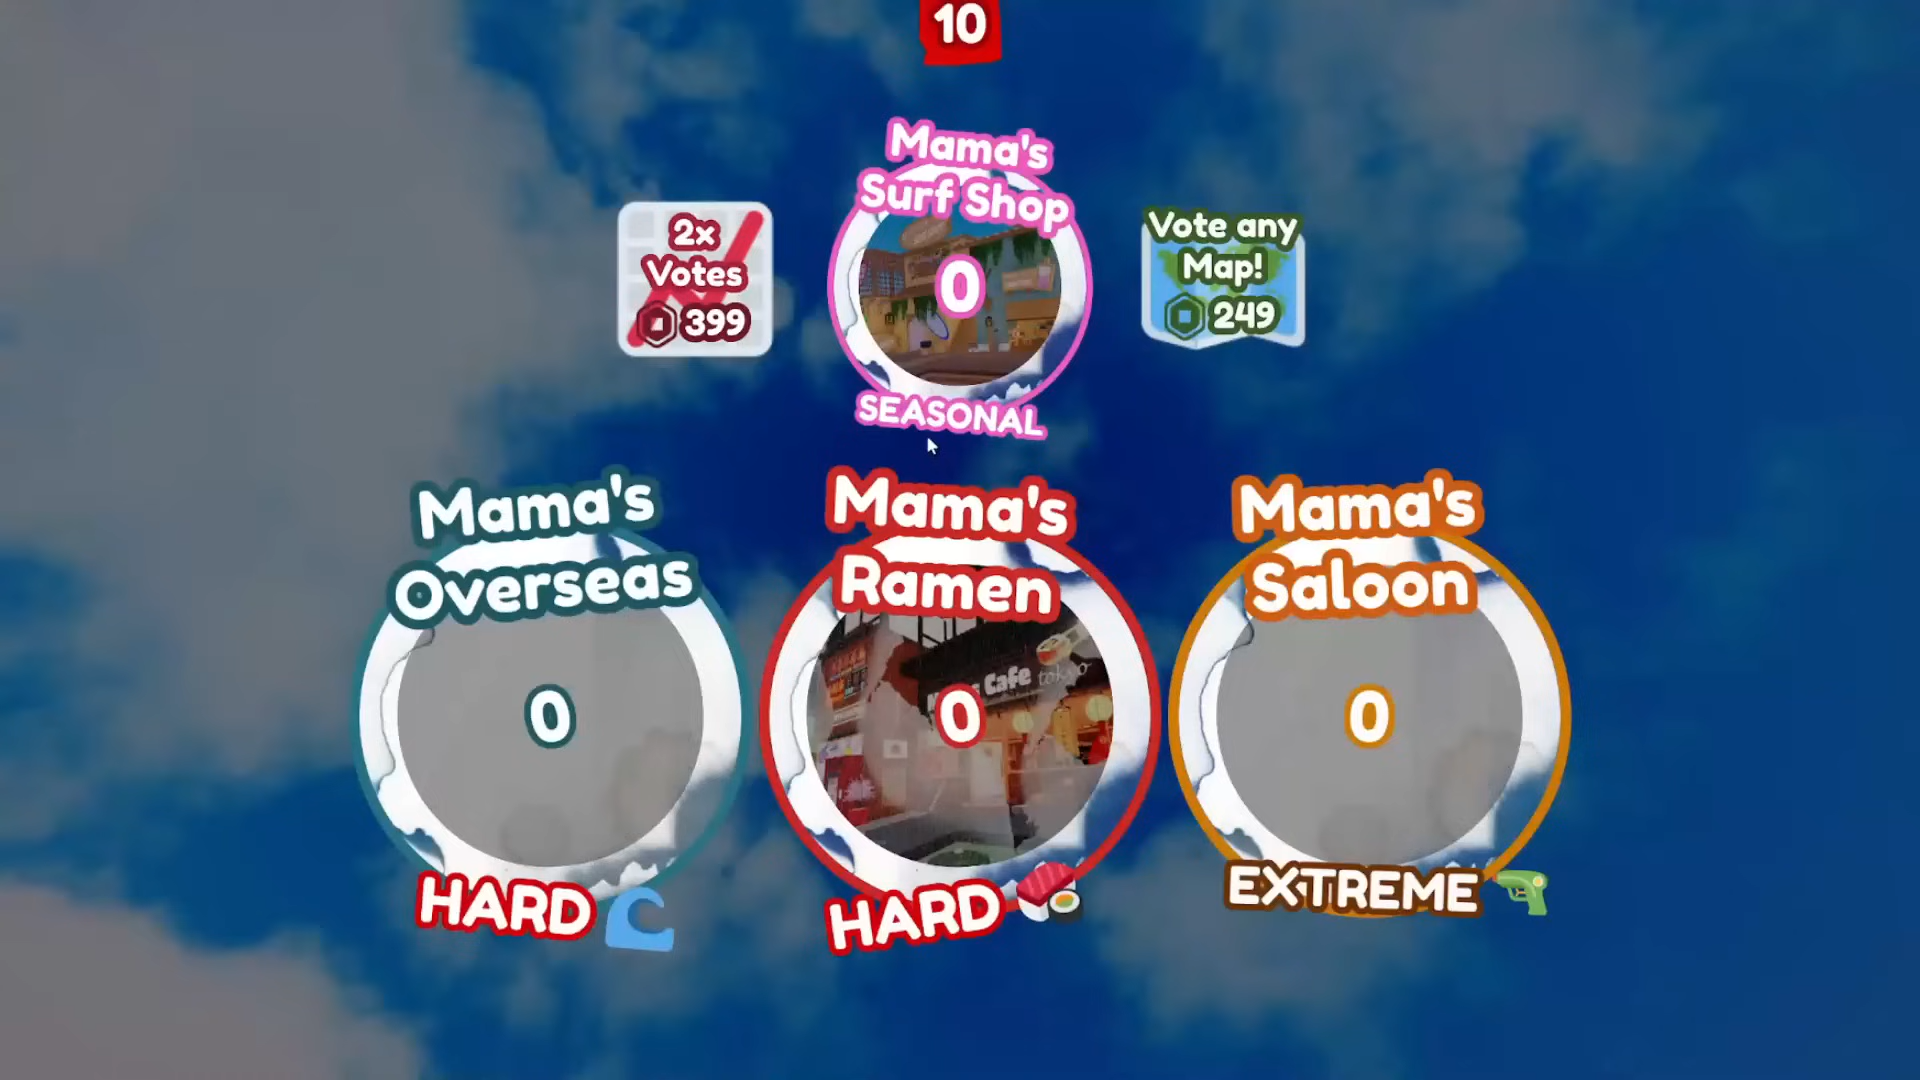 10
Mama's
Surf Shop
0
SEASONAL
2x
Votes
399
Vote any
Map!
249
Mama's
Overseas
0
HARD
Mama's
Ramen
Cafe tokyo
0
HARD
Mama's
Saloon
0
EXTREME